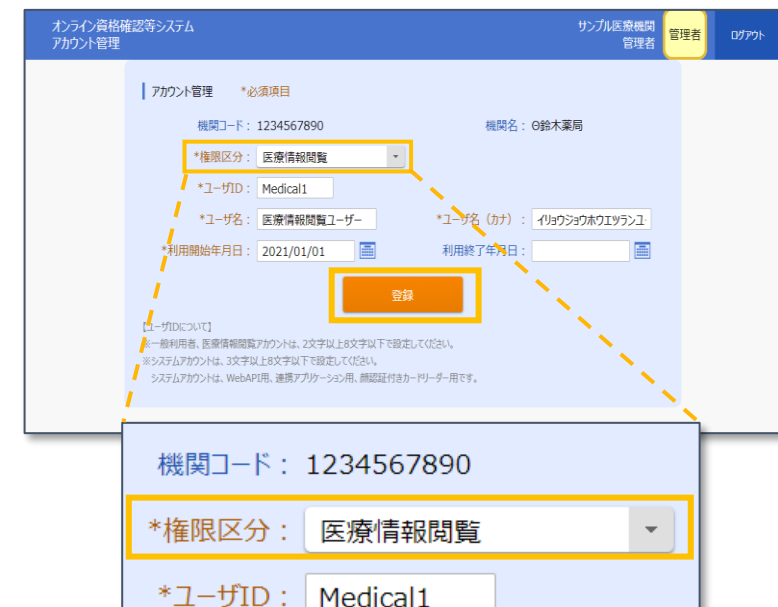 オンライン資格確認等システム
アカウント管理
サンプル医療機関
管理者
管理者
ログアウト
アカウント管理 *必須項目
機関コード： 1234567890 機関名： Θ鈴木薬局
*権限区分： 医療情報閲覧
*ユーザID： Medical1
*ユーザ名： 医療情報閲覧ユーザー *ユーザ名（カナ）： イリョウジョウホウエツランユ
*利用開始年月日： 2021/01/01 利用終了年月日：
登録
【ユーザIDについて】
※一般利用者、医療情報閲覧アカウントは、2文字以上8文字以下で設定してください。
※システムアカウントは、3文字以上8文字以下で設定してください。
システムアカウントは、WebAPI用、連携アプリケーション用、顔認証付きカードリーダー用です。
機関コード： 1234567890
*権限区分： 医療情報閲覧
*ユーザID： Medical1